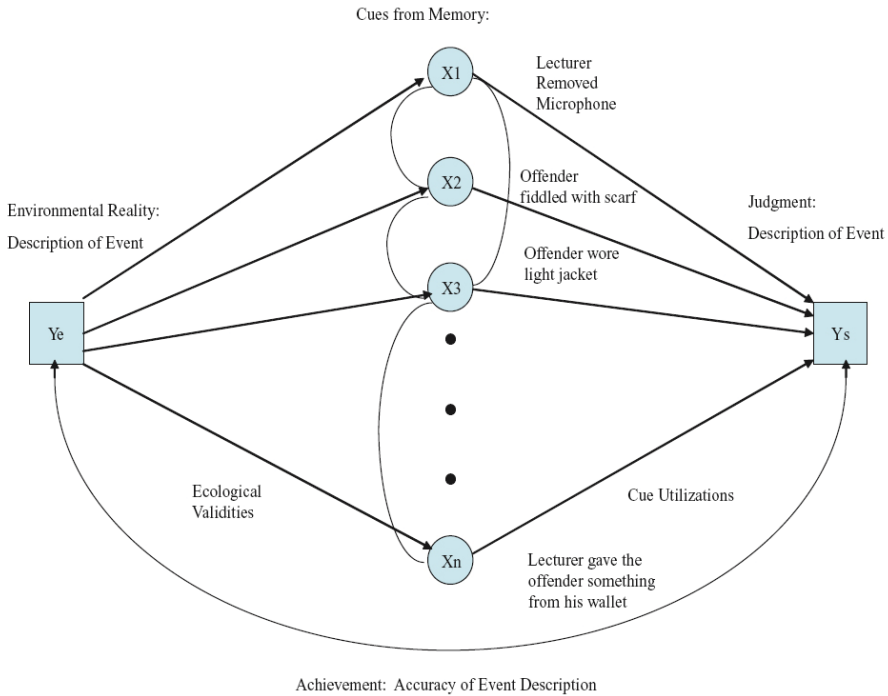 Cues from Memory:
X1
Lecturer
Removed
Microphone
X2
Offender
fiddled with scarf
Environmental Reality:
Description of Event
Judgment:
Description of Event
Offender wore
light jacket
X3
Ye
Ys
Ecological
Validities
Cue Utilizations
Xn
Lecturer gave the
offender something
from his wallet
Achievement:  Accuracy of Event Description